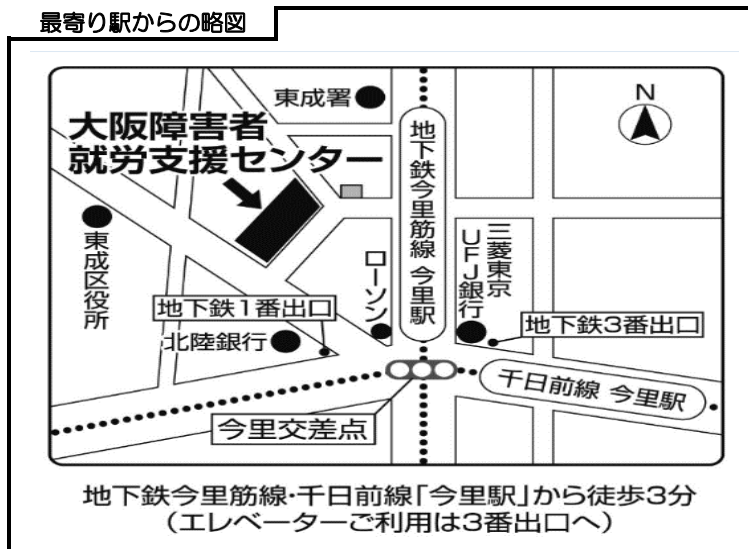 最寄り駅からの略図
東成署
N
大阪障害者
就労支援センター
地下鉄今里筋線 今里駅
東成区役所
ローソン
三菱東京
UFJ銀行
地下鉄1番出口
地下鉄3番出口
北陸銀行
千日前線 今里駅
今里交差点
地下鉄今里筋線・千日前線「今里駅」から徒歩3分
(エレベーターご利用は3番出口へ)